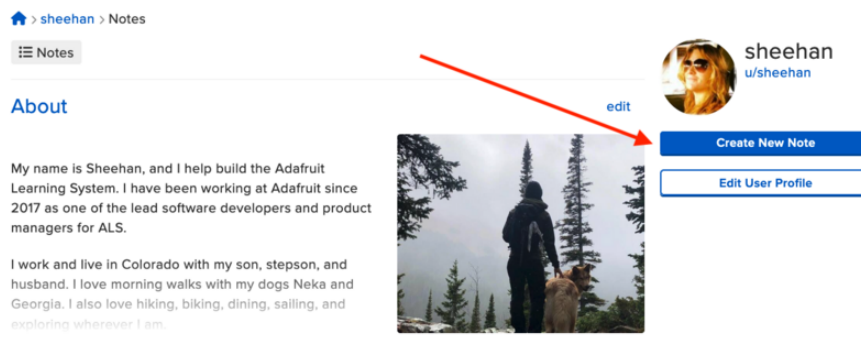 sheehan > Notes
Notes
sheehan
u/sheehan
About
edit
Create New Note
Edit User Profile
My name is Sheehan, and I help build the Adafruit
Learning System. I have been working at Adafruit since
2017 as one of the lead software developers and product
managers for ALS.
I work and live in Colorado with my son, stepson, and
husband. I love morning walks with my dogs Neka and
Georgia. I also love hiking, biking, dining, sailing, and
exploring wherever I am.